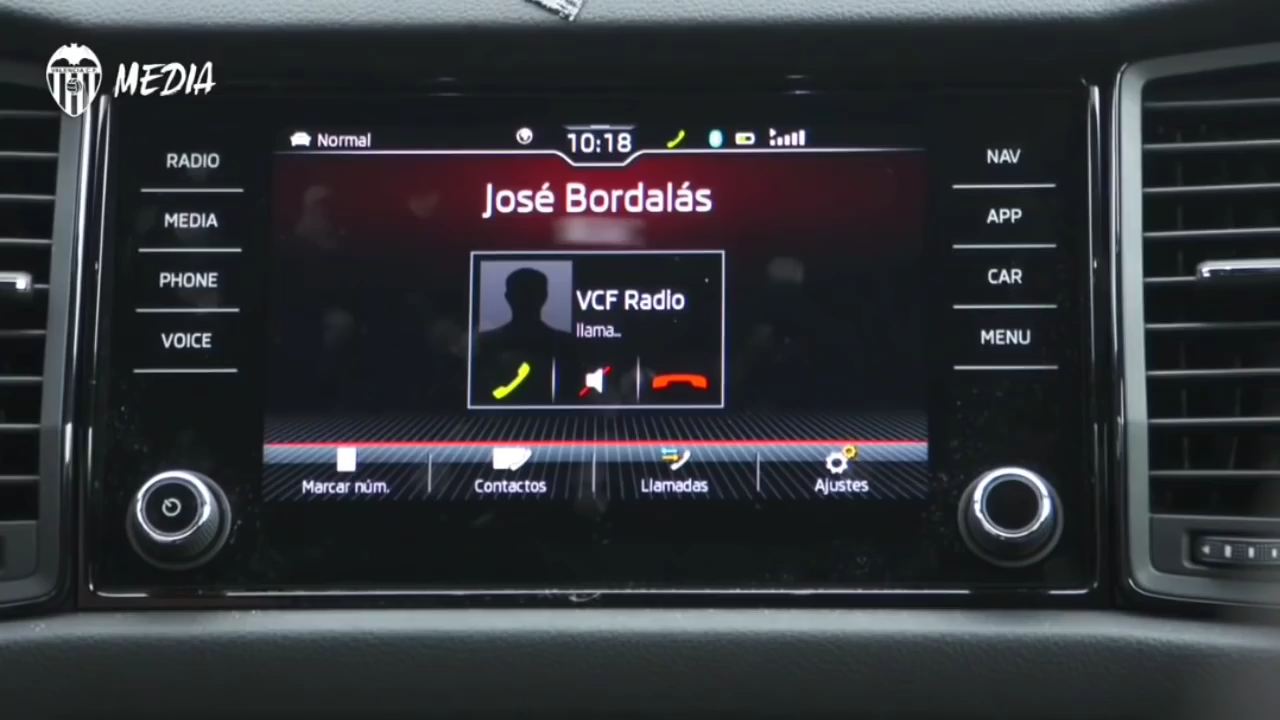 VALENCIA C.F
MEDIA
Normal
10:18
RADIO
MEDIA
PHONE
VOICE
José Bordalás
VCF Radio
llama...
NAV
APP
CAR
MENU
Marcar núm.
Contactos
Llamadas
Ajustes